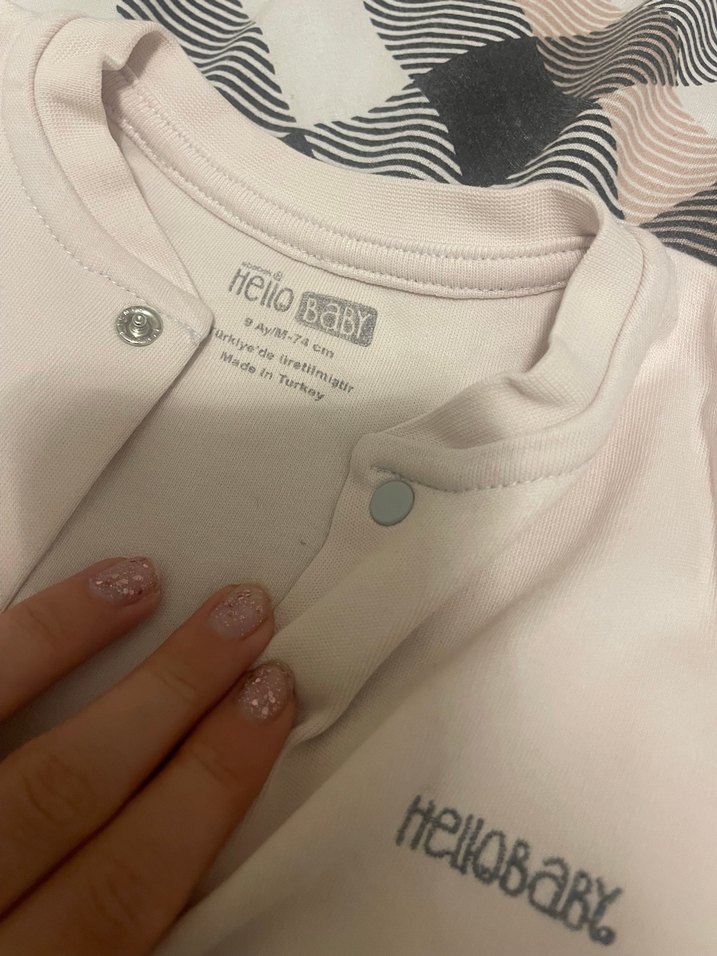 Hello BABY
9 Ay/M-74 cm
Türkiye'de üretilmiştir
Made in Turkey
HelloBABY